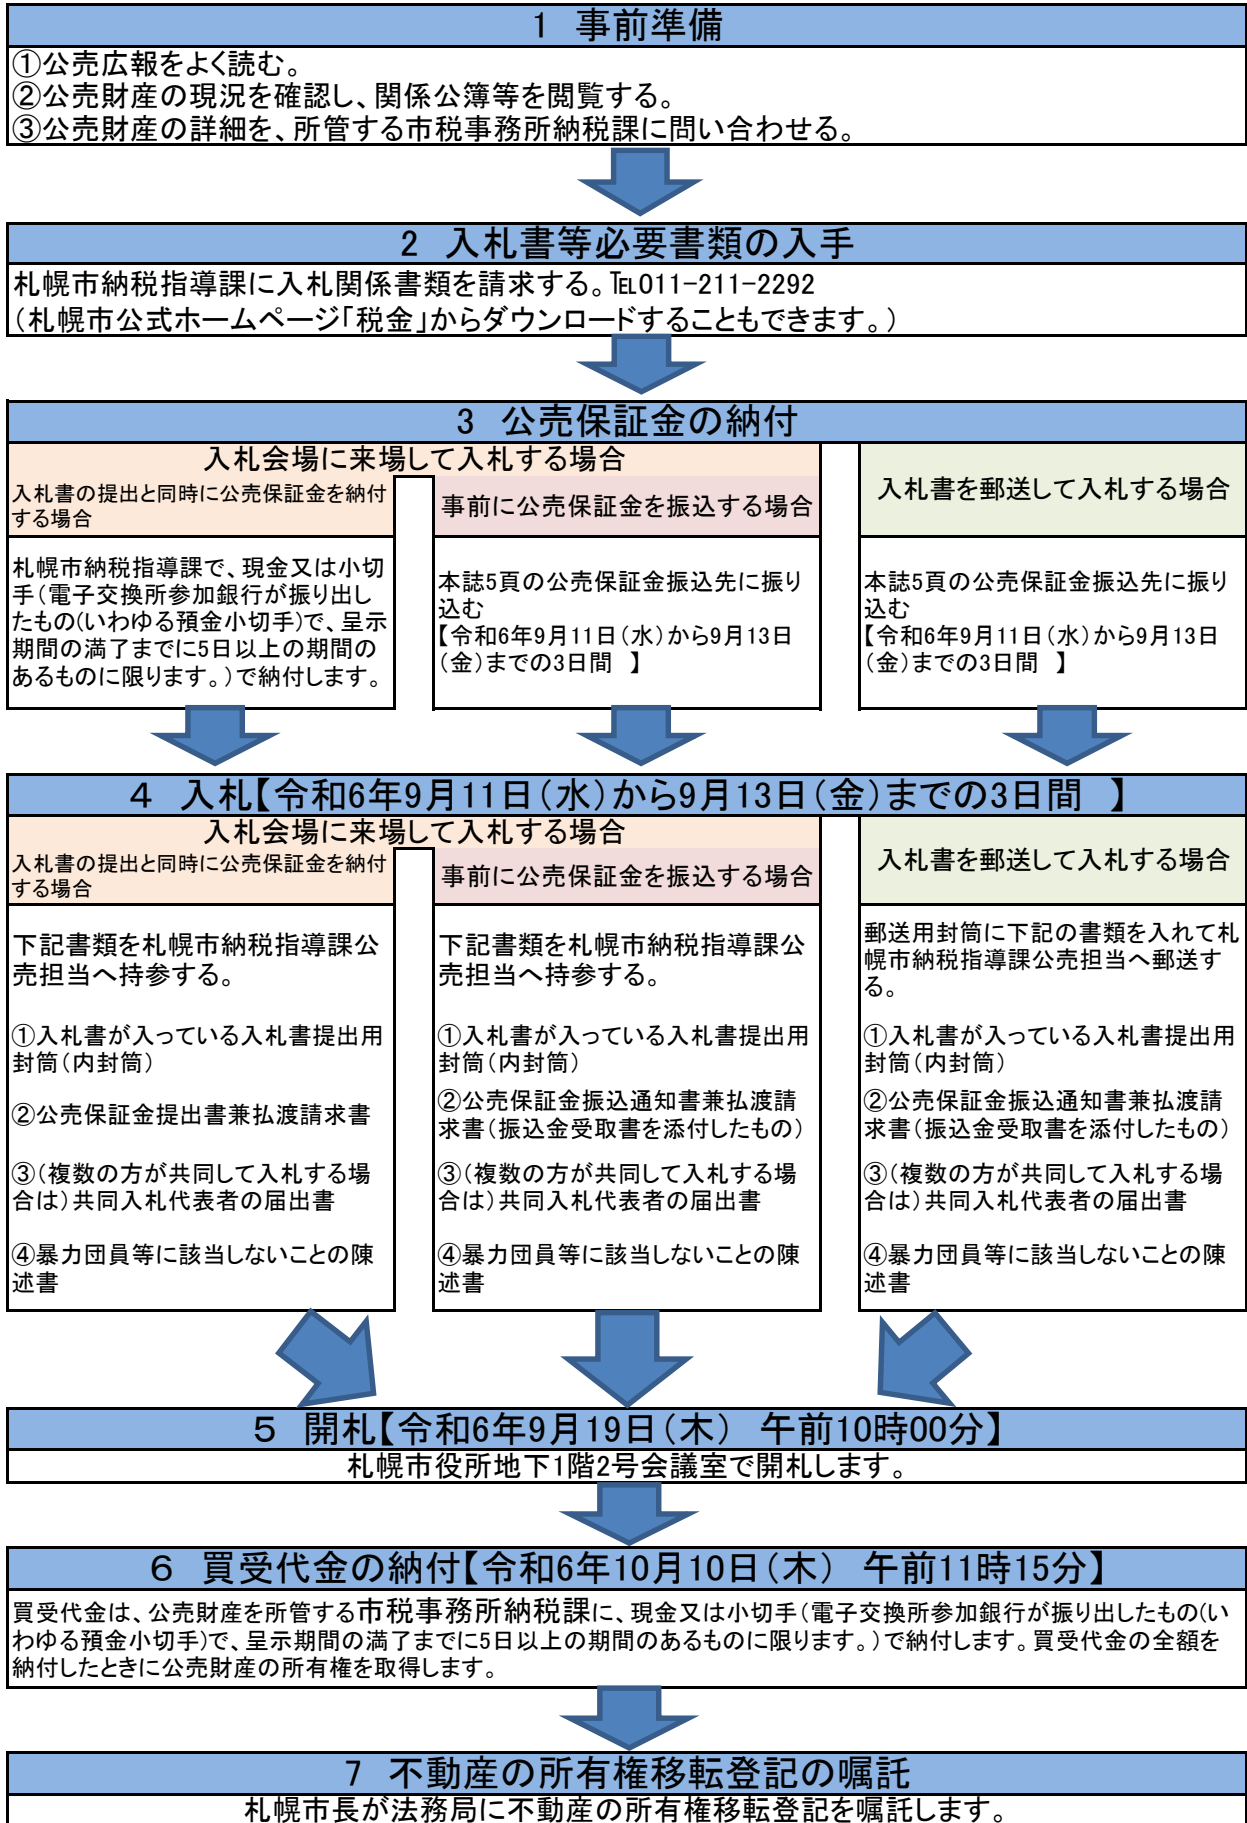 1 事前準備
①公売広報をよく読む。
②公売財産の現況を確認し、関係公簿等を閲覧する。
③公売財産の詳細を、所管する市税事務所納税課に問い合わせる。
2 入札書等必要書類の入手
札幌市納税指導課に入札関係書類を請求する。℡011-211-2292
(札幌市公式ホームページ「税金」からダウンロードすることもできます。)
3 公売保証金の納付
入札会場に来場して入札する場合
入札書の提出と同時に公売保証金を納付
する場合
札幌市納税指導課で、現金又は小切
手(電子交換所参加銀行が振り出し
たもの(いわゆる預金小切手)で、呈示
期間の満了までに5日以上の期間の
あるものに限ります。)で納付します。
事前に公売保証金を振込する場合
本誌5頁の公売保証金振込先に振り
込む
【令和6年9月11日(水)から9月13日
(金)までの3日間 】
入札書を郵送して入札する場合
本誌5頁の公売保証金振込先に振り
込む
【令和6年9月11日(水)から9月13日
(金)までの3日間 】
4 入札【令和6年9月11日(水)から9月13日(金)までの3日間 】
入札会場に来場して入札する場合
入札書の提出と同時に公売保証金を納付
する場合
下記書類を札幌市納税指導課公
売担当へ持参する。
①入札書が入っている入札書提出用
封筒(内封筒)
②公売保証金提出書兼払渡請求書
③(複数の方が共同して入札する場
合は)共同入札代表者の届出書
④暴力団員等に該当しないことの陳
述書
事前に公売保証金を振込する場合
下記書類を札幌市納税指導課公
売担当へ持参する。
①入札書が入っている入札書提出用
封筒(内封筒)
②公売保証金振込通知書兼払渡請
求書(振込金受取書を添付したもの)
③(複数の方が共同して入札する場
合は)共同入札代表者の届出書
④暴力団員等に該当しないことの陳
述書
入札書を郵送して入札する場合
郵送用封筒に下記の書類を入れて札
幌市納税指導課公売担当へ郵送す
る。
①入札書が入っている入札書提出用
封筒(内封筒)
②公売保証金振込通知書兼払渡請
求書(振込金受取書を添付したもの)
③(複数の方が共同して入札する場
合は)共同入札代表者の届出書
④暴力団員等に該当しないことの陳
述書
5 開札【令和6年9月19日(木) 午前10時00分】
札幌市役所地下1階2号会議室で開札します。
6 買受代金の納付【令和6年10月10日(木) 午前11時15分】
買受代金は、公売財産を所管する市税事務所納税課に、現金又は小切手(電子交換所参加銀行が振り出したもの(い
わゆる預金小切手)で、呈示期間の満了までに5日以上の期間のあるものに限ります。)で納付します。買受代金の全額を
納付したときに公売財産の所有権を取得します。
7 不動産の所有権移転登記の嘱託
札幌市長が法務局に不動産の所有権移転登記を嘱託します。